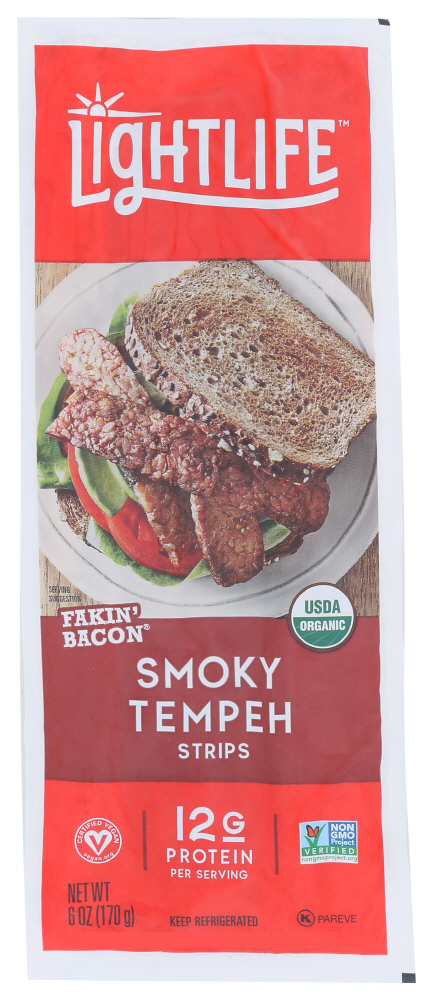 LIGHTLIFE™
SERVING
SUGGESTION
FAKIN'
BACON®
USDA
ORGANIC
SMOKY
TEMPEH
STRIPS
CERTIFIED VEGAN
vegan.org
12G
PROTEIN
PER SERVING
NON
GMO
Project
VERIFIED
nongmoproject.org
NET WT
6 OZ (170 g)
KEEP REFRIGERATED
K PAREVE